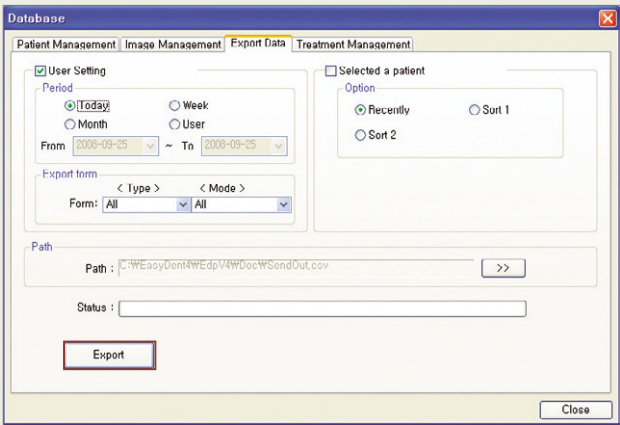 Database
Patient Management Image Management Export Data Treatment Management
User Setting
Period
Today Week
Month User
From 2008-09-25 ~ To 2008-09-25
Export form
< Type > < Mode >
Form: All All
Selected a patient
Option
Recently Sort 1
Sort 2
Path
Path : C:₩EasyDent4₩EdpV4₩Doc₩SendOut.csv >>
Status :
Export
Close